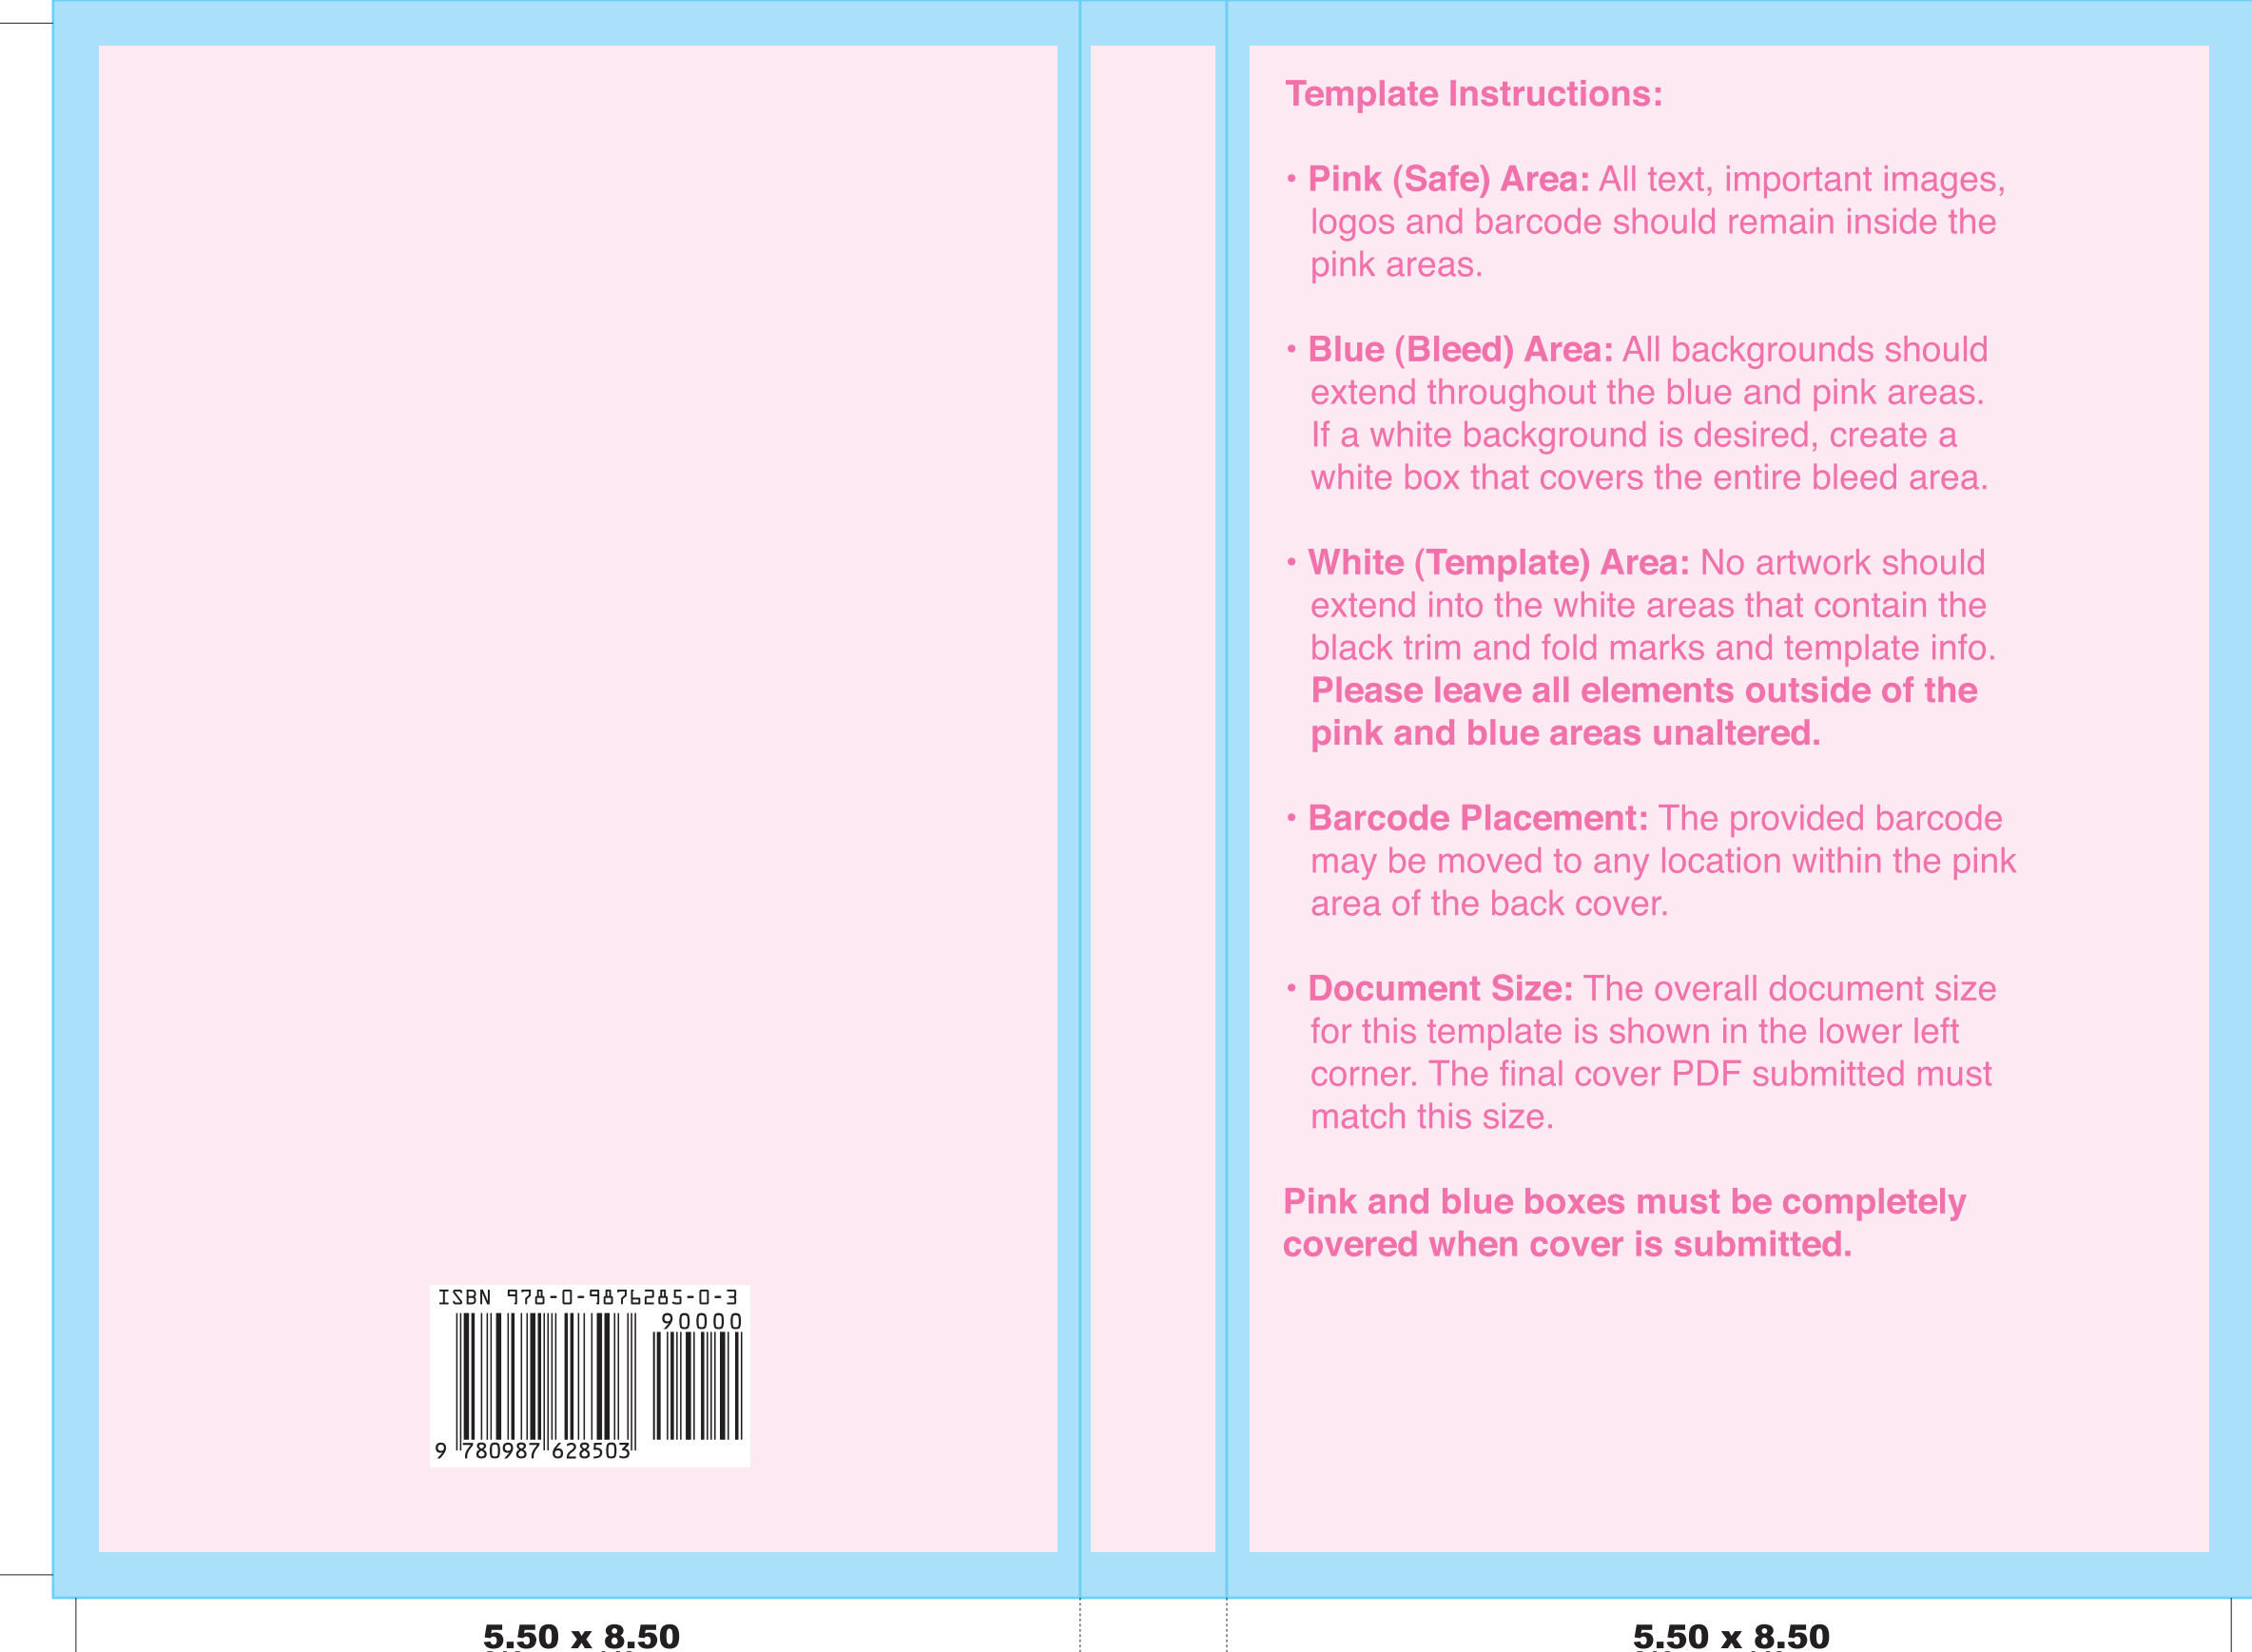 Template Instructions:
• Pink (Safe) Area: All text, important images,
logos and barcode should remain inside the
pink areas.
• Blue (Bleed) Area: All backgrounds should
extend throughout the blue and pink areas.
If a white background is desired, create a
white box that covers the entire bleed area.
• White (Template) Area: No artwork should
extend into the white areas that contain the
black trim and fold marks and template info.
Please leave all elements outside of the
pink and blue areas unaltered.
• Barcode Placement: The provided barcode
may be moved to any location within the pink
area of the back cover.
• Document Size: The overall document size
for this template is shown in the lower left
corner. The final cover PDF submitted must
match this size.
Pink and blue boxes must be completely
covered when cover is submitted.
ISBN 978-0-9876285-0-3
90000
9 780987 628503
5.50 x 8.50
5.50 x 8.50